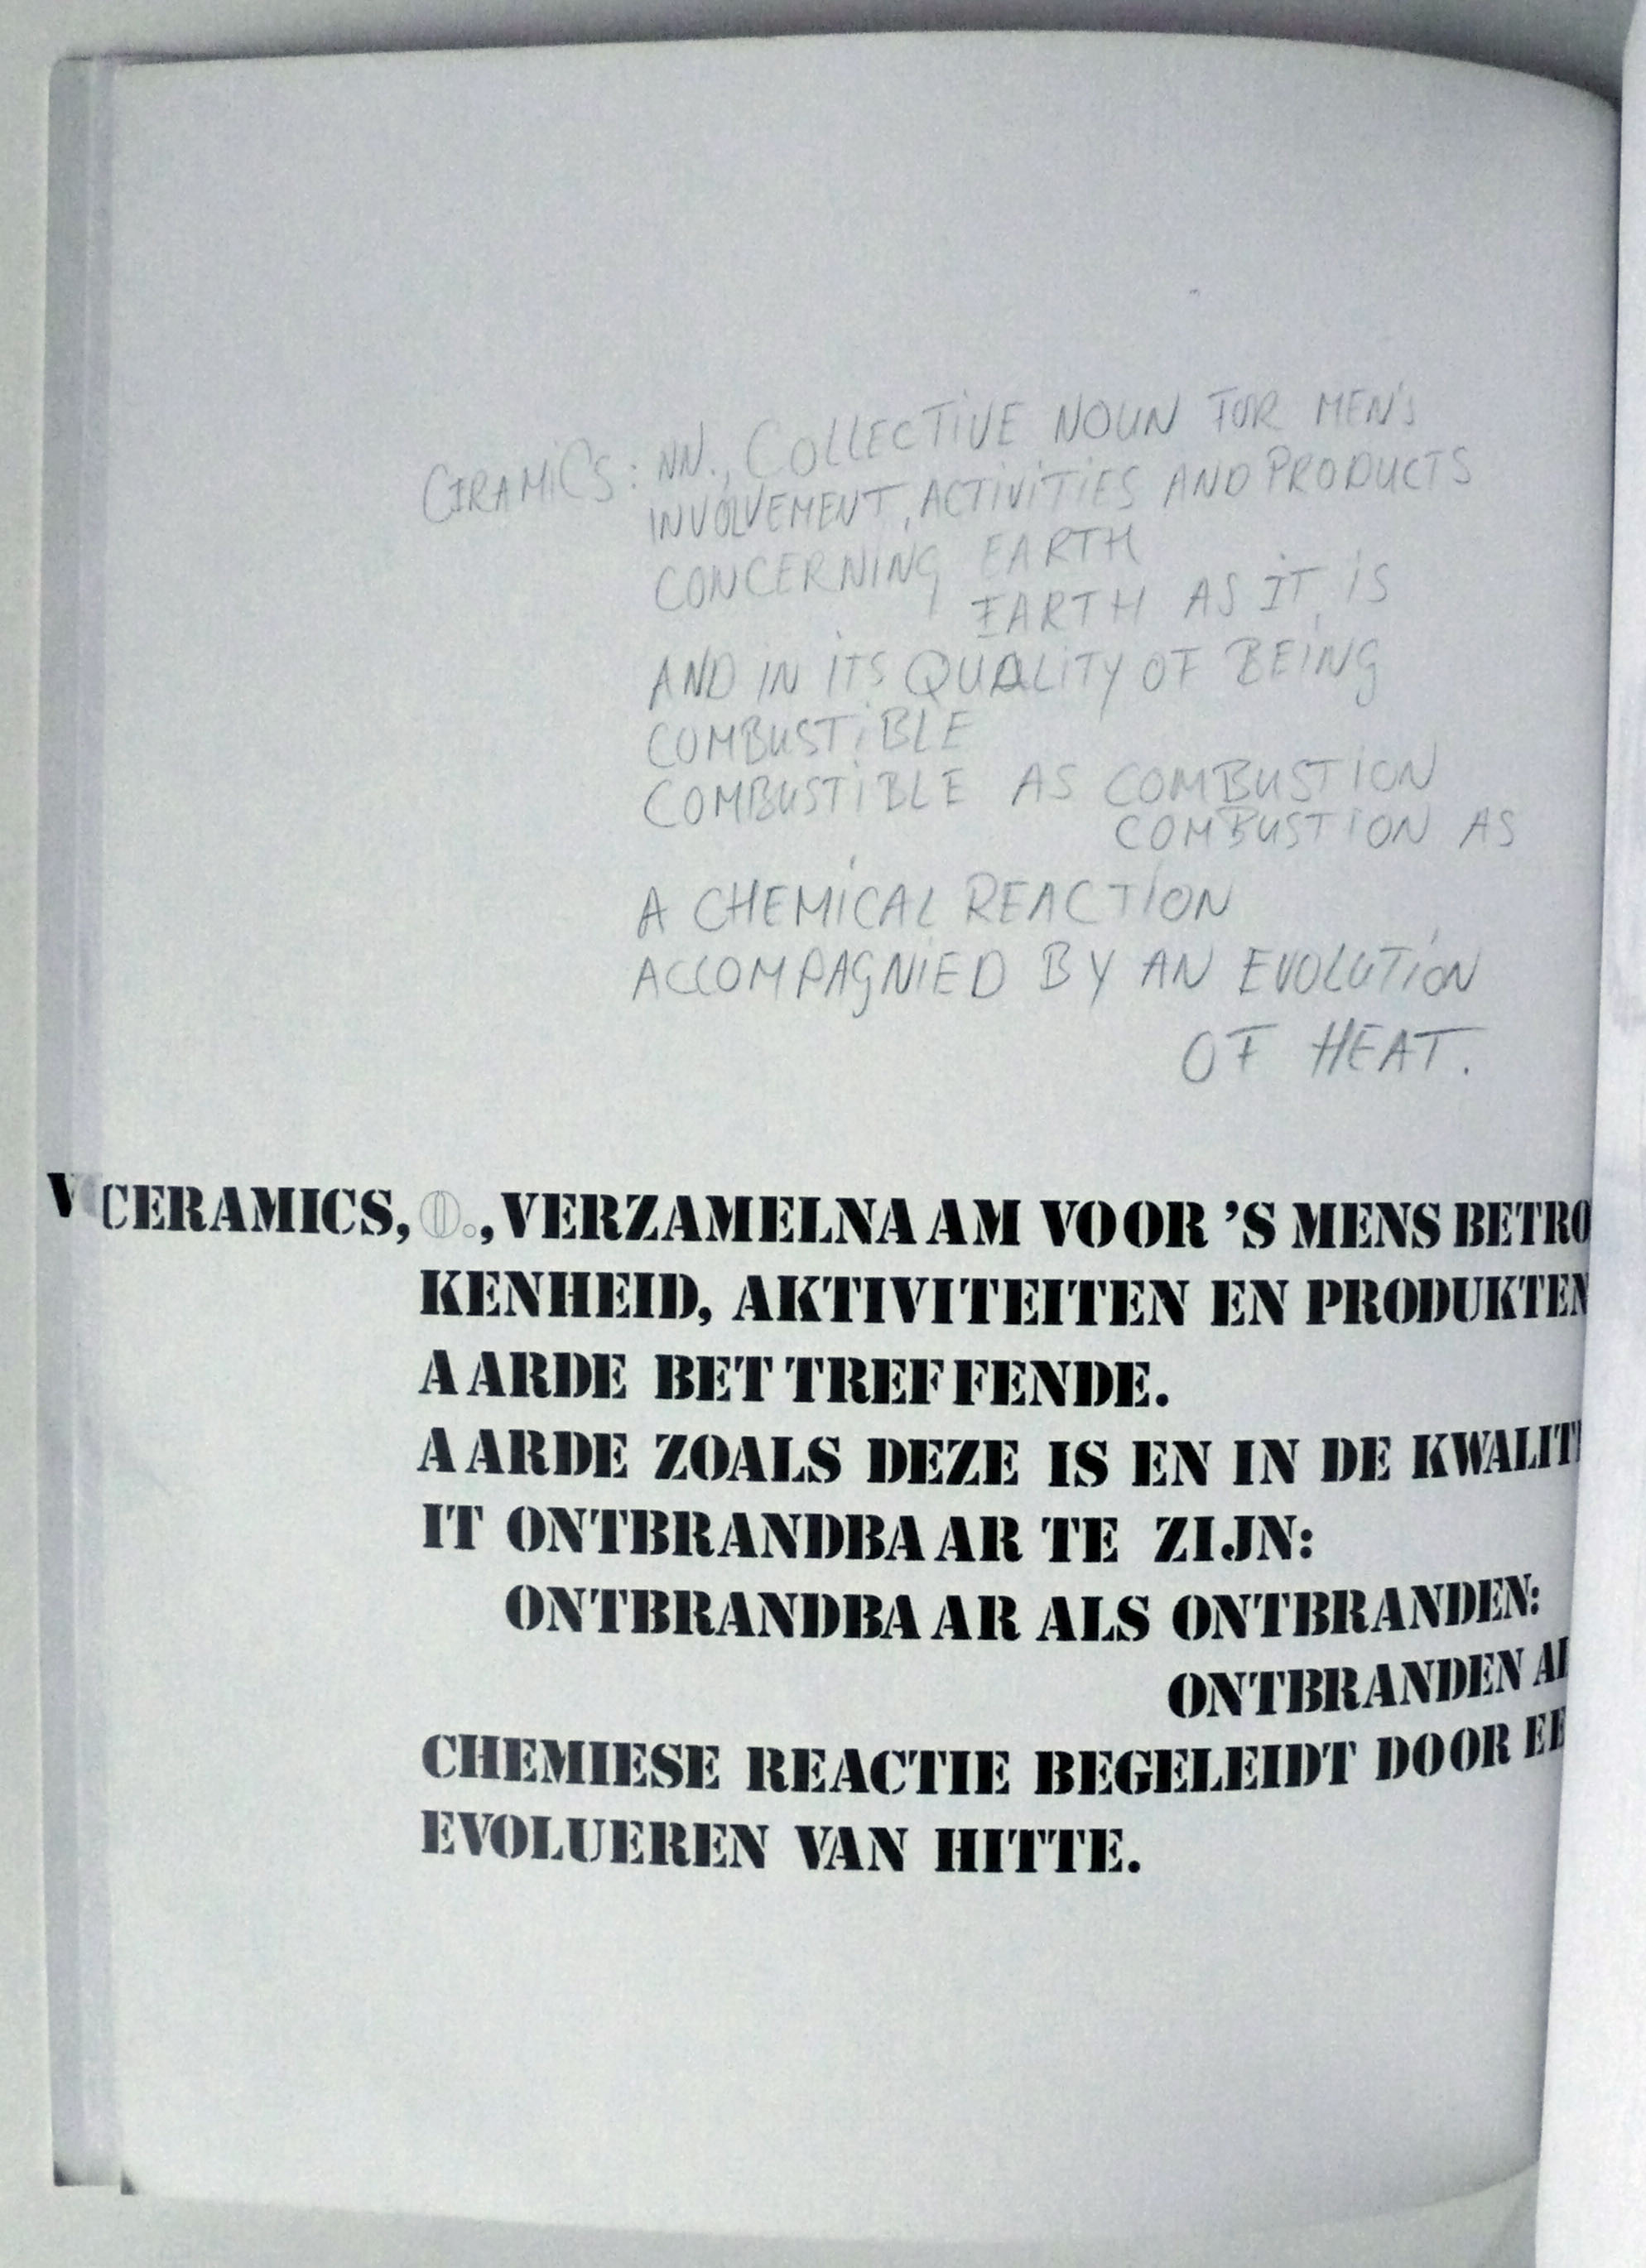 CERAMICS: NN., COLLECTIVE NOUN FOR MEN'S
INVOLVEMENT, ACTIVITIES AND PRODUCTS
CONCERNING EARTH
EARTH AS IT IS
AND IN ITS QUALITY OF BEING
COMBUSTIBLE
COMBUSTIBLE AS COMBUSTION
COMBUSTION AS
A CHEMICAL REACTION
ACCOMPAGNIED BY AN EVOLUTION
OF HEAT.
CERAMICS, O., VERZAMELNAAM VOOR 'S MENS BETRO
KENHEID, AKTIVITEITEN EN PRODUKTEN
AARDE BETTREFFENDE.
AARDE ZOALS DEZE IS EN IN DE KWALIT
IT ONTBRANDBAAR TE ZIJN:
ONTBRANDBAAR ALS ONTBRANDEN:
ONTBRANDEN
CHEMIESE REACTIE BEGELEIDT DOOR EE
EVOLUEREN VAN HITTE.